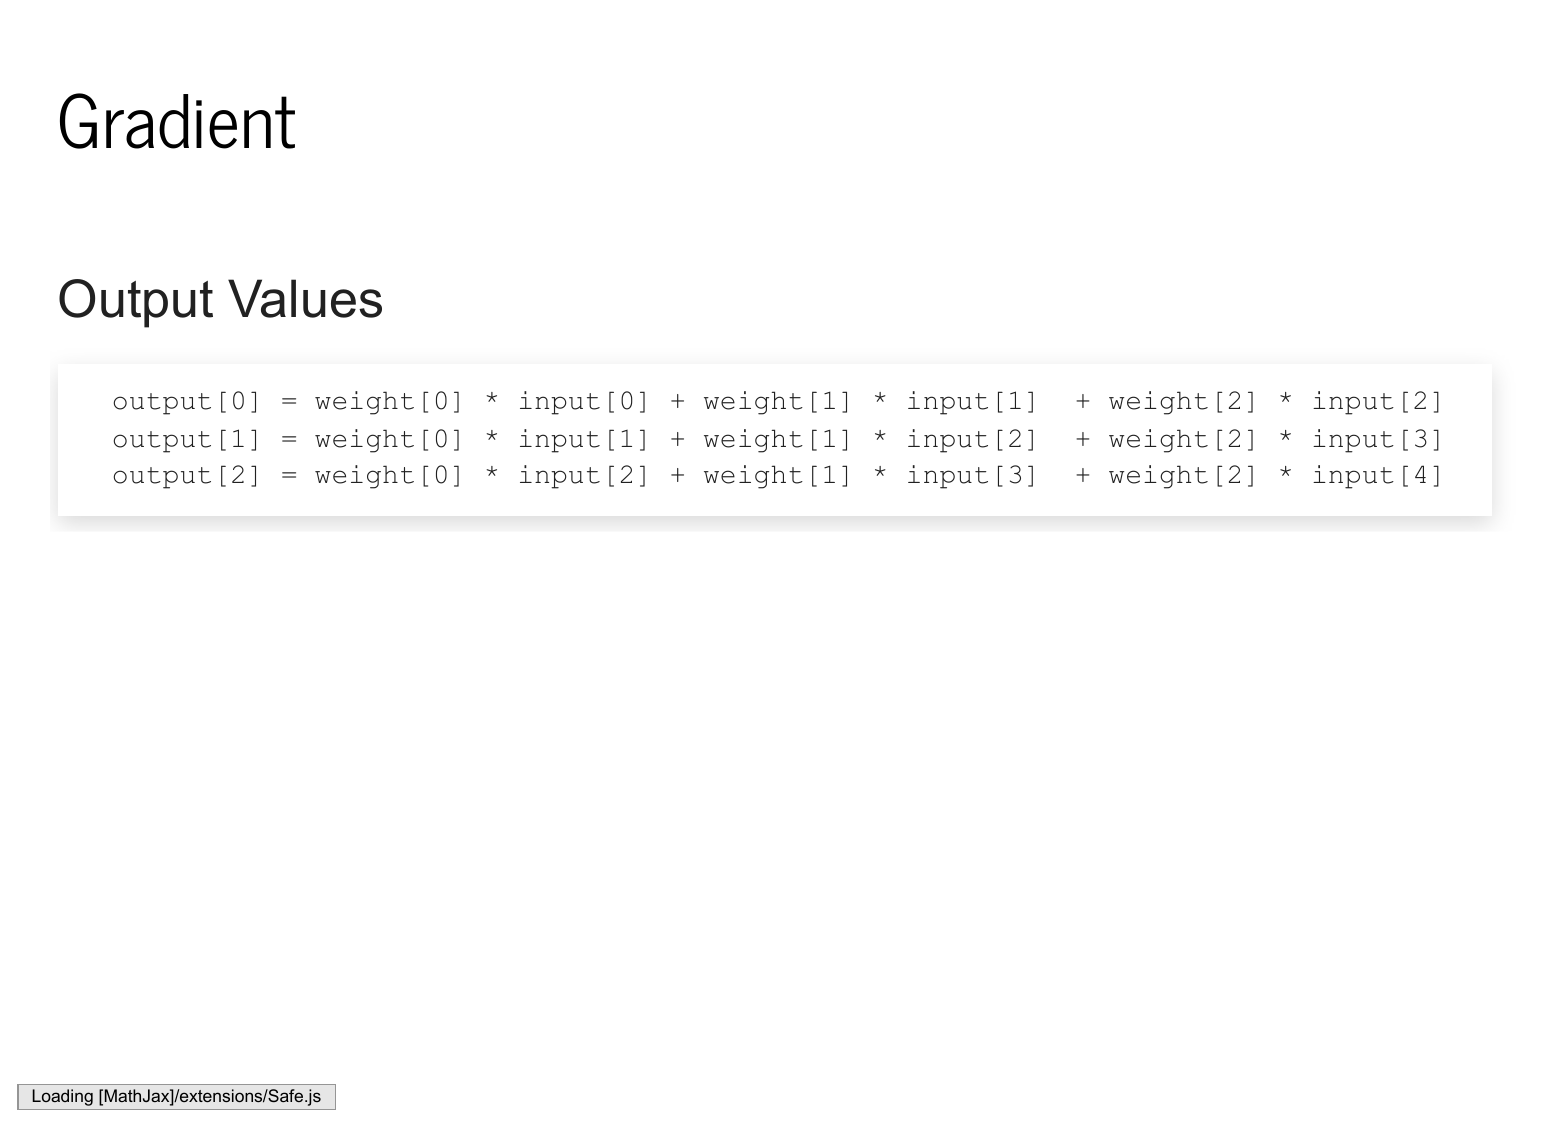 Gradient
Output Values
output[0] = weight[0] * input[0] + weight[1] * input[1]  + weight[2] * input[2]
output[1] = weight[0] * input[1] + weight[1] * input[2]  + weight[2] * input[3]
output[2] = weight[0] * input[2] + weight[1] * input[3]  + weight[2] * input[4]
Loading [MathJax]/extensions/Safe.js